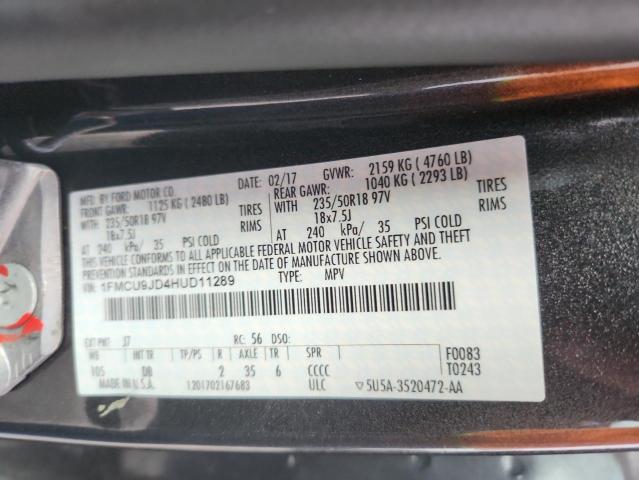 MFD. BY FORD MOTOR CO. 02/17 GVWR: 2159 KG ( 4760 LB)
FRONT GAWR: 1125 KG ( 2480 LB) REAR GAWR: 1040 KG ( 2293 LB)
WITH 235/50R18 97V TIRES WITH 235/50R18 97V TIRES
18x7.5J RIMS 18x7.5J RIMS
AT 240 kPa/ 35 PSI COLD AT 240 kPa/ 35 PSI COLD
THIS VEHICLE CONFORMS TO ALL APPLICABLE FEDERAL MOTOR VEHICLE SAFETY AND THEFT
PREVENTION STANDARDS IN EFFECT ON THE DATE OF MANUFACTURE SHOWN ABOVE.
VIN: 1FMCU9JD4HUD11289 TYPE: MPV
EXT PNT: J7 RC: 56 DSO:
WB INT TR TP/PS R AXLE TR SPR F0083
105 DB 2 35 6 CCCC T0243
MADE IN U.S.A. 1201702167683 ULC ▽5U5A-3520472-AA